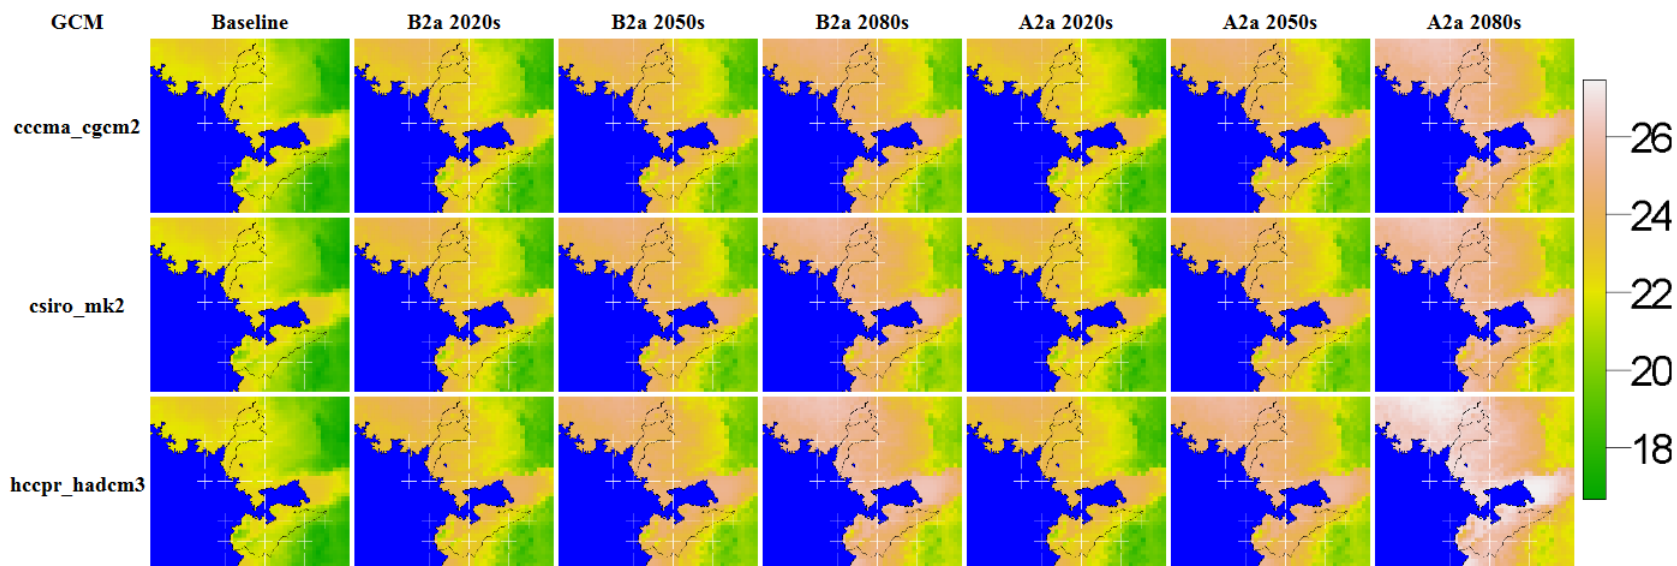 GCM Baseline B2a 2020s B2a 2050s B2a 2080s A2a 2020s A2a 2050s A2a 2080s
cccma_cgcm2
csiro_mk2
hccpr_hadcm3
26
24
22
20
18